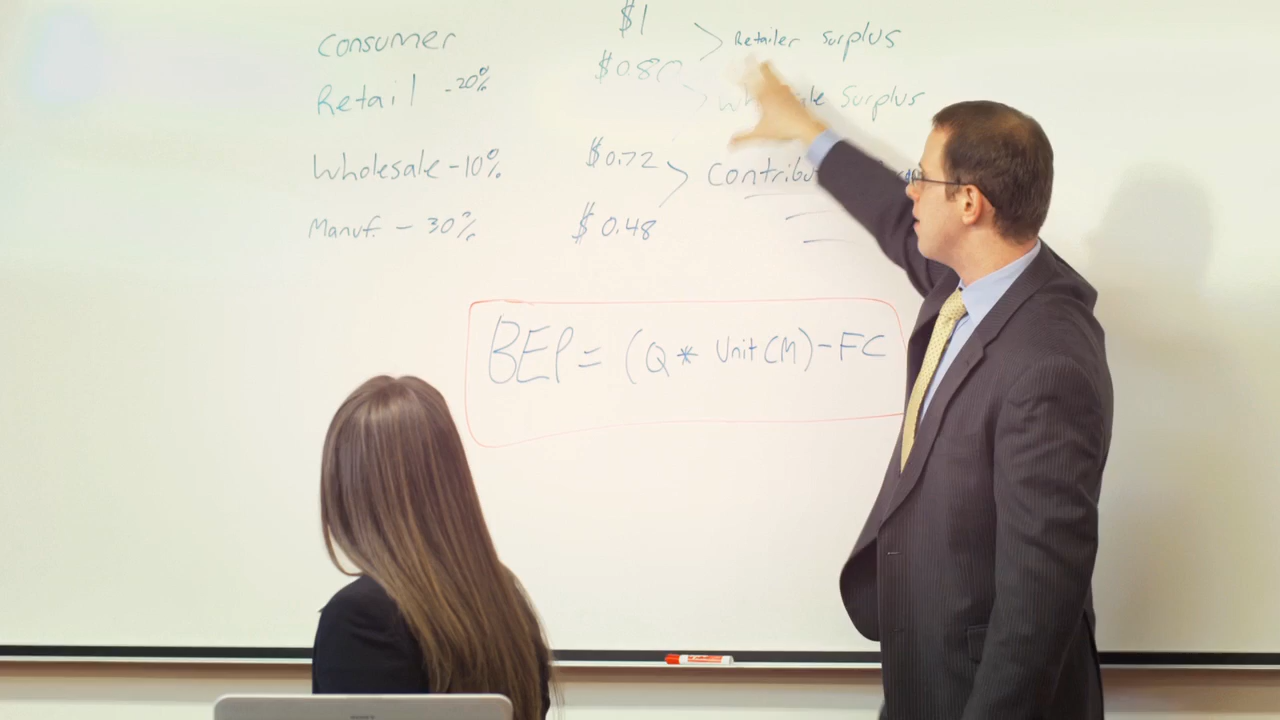 Consumer $1
Retailer Surplus
Retail -20% $0.80
Surplus
Wholesale -10% $0.72
Manuf. - 30% $0.48
BEP = (Q * Unit CM) - FC